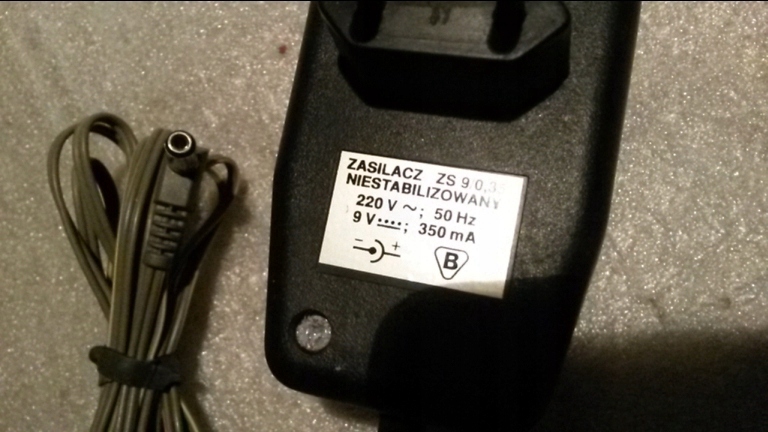 ZASILACZ ZS 9/0,35
NIESTABILIZOWANY
220 V ~; 50 Hz
9 V ⎓; 350 mA
- +
B